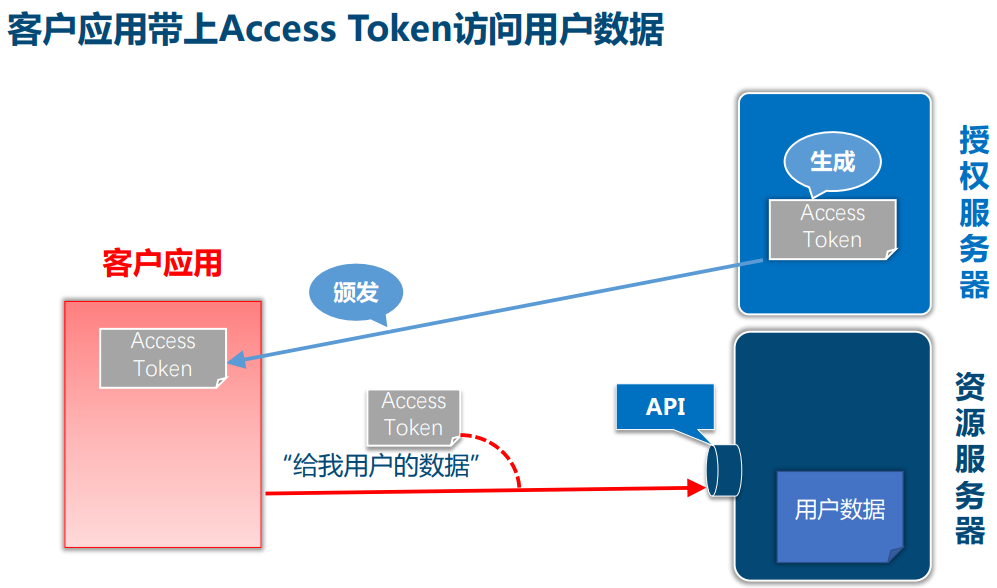 客户应用带上Access Token访问用户数据
生成
Access
Token
授权服务器
客户应用
颁发
Access
Token
Access
Token
“给我用户的数据”
API
用户数据
资源服务器